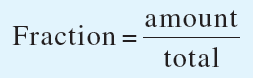 Fraction = amount
total